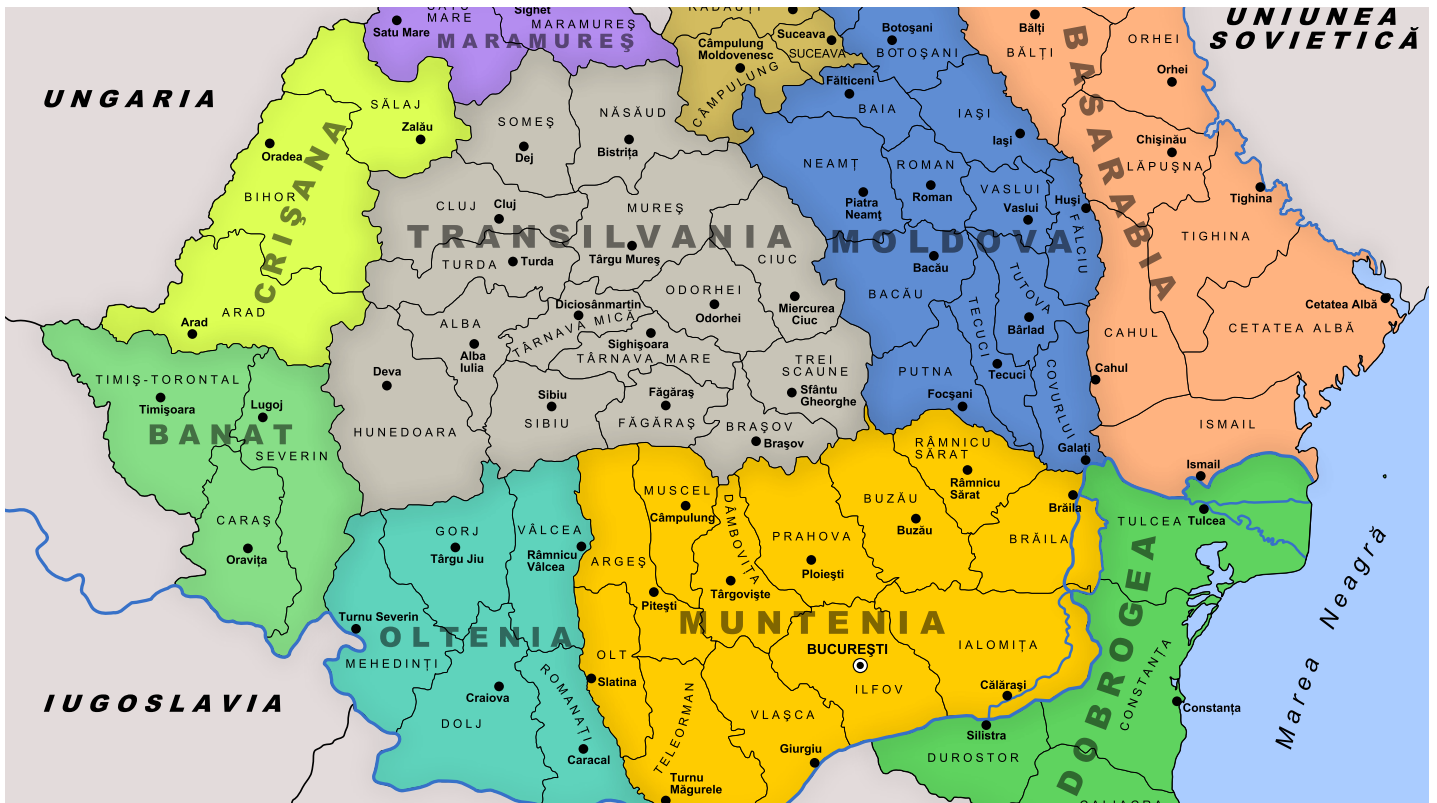 UNGARIA
UNIUNEA
SOVIETICĂ
IUGOSLAVIA
Marea Neagră
MARAMUREŞ
SATU
MARE
Satu Mare
Sighet
MARAMUREŞ
CRIŞANA
SĂLAJ
Zalău
Oradea
BIHOR
ARAD
Arad
TRANSILVANIA
SOMEŞ
Dej
NĂSĂUD
Bistriţa
CLUJ
Cluj
MUREŞ
Târgu Mureş
TURDA
Turda
CIUC
Miercurea
Ciuc
ODORHEI
Odorhei
ALBA
Alba
Iulia
Diciosânmartin
TÂRNAVA MICĂ
Sighişoara
TÂRNAVA MARE
TREI
SCAUNE
Sfântu
Gheorghe
Deva
HUNEDOARA
Sibiu
SIBIU
Făgăraş
FĂGĂRAŞ
BRAŞOV
Braşov
RĂDĂUŢI
Câmpulung
Moldovenesc
CÂMPULUNG
Suceava
SUCEAVA
MOLDOVA
Botoşani
BOTOŞANI
Fălticeni
BAIA
IAŞI
Iaşi
NEAMŢ
Piatra
Neamţ
ROMAN
Roman
VASLUI
Vaslui
Huşi
FĂLCIU
BACĂU
Bacău
TUTOVA
Bârlad
TECUCI
Tecuci
PUTNA
Focşani
COVURLUI
Galaţi
BASARABIA
Bălţi
BĂLŢI
ORHEI
Orhei
Chişinău
LĂPUŞNA
Tighina
TIGHINA
CAHUL
Cahul
Cetatea Albă
CETATEA ALBĂ
ISMAIL
Ismail
BANAT
TIMIŞ-TORONTAL
Timişoara
Lugoj
SEVERIN
CARAŞ
Oraviţa
OLTENIA
GORJ
Târgu Jiu
VÂLCEA
Râmnicu
Vâlcea
Turnu Severin
MEHEDINŢI
Craiova
DOLJ
ROMANAŢI
Caracal
MUNTENIA
ARGEŞ
Piteşti
MUSCEL
Câmpulung
DÂMBOVIŢA
Târgovişte
PRAHOVA
Ploieşti
BUZĂU
Buzău
RÂMNICU
SĂRAT
Râmnicu
Sărat
Brăila
BRĂILA
OLT
Slatina
TELEORMAN
Turnu
Măgurele
VLAŞCA
Giurgiu
BUCUREŞTI
ILFOV
IALOMIŢA
Călăraşi
DOBROGEA
TULCEA
Tulcea
CONSTANŢA
Constanţa
Silistra
DUROSTOR
CALIACRA